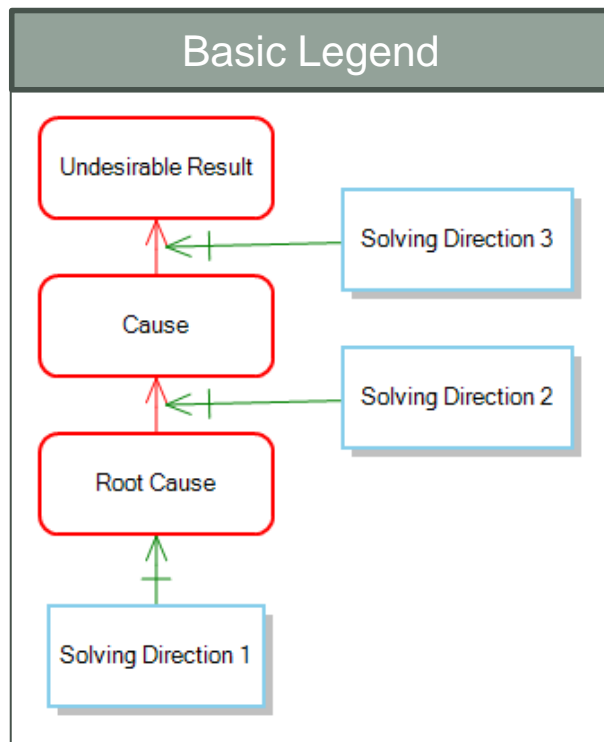 Basic Legend
Undesirable Result
Solving Direction 3
Cause
Solving Direction 2
Root Cause
Solving Direction 1